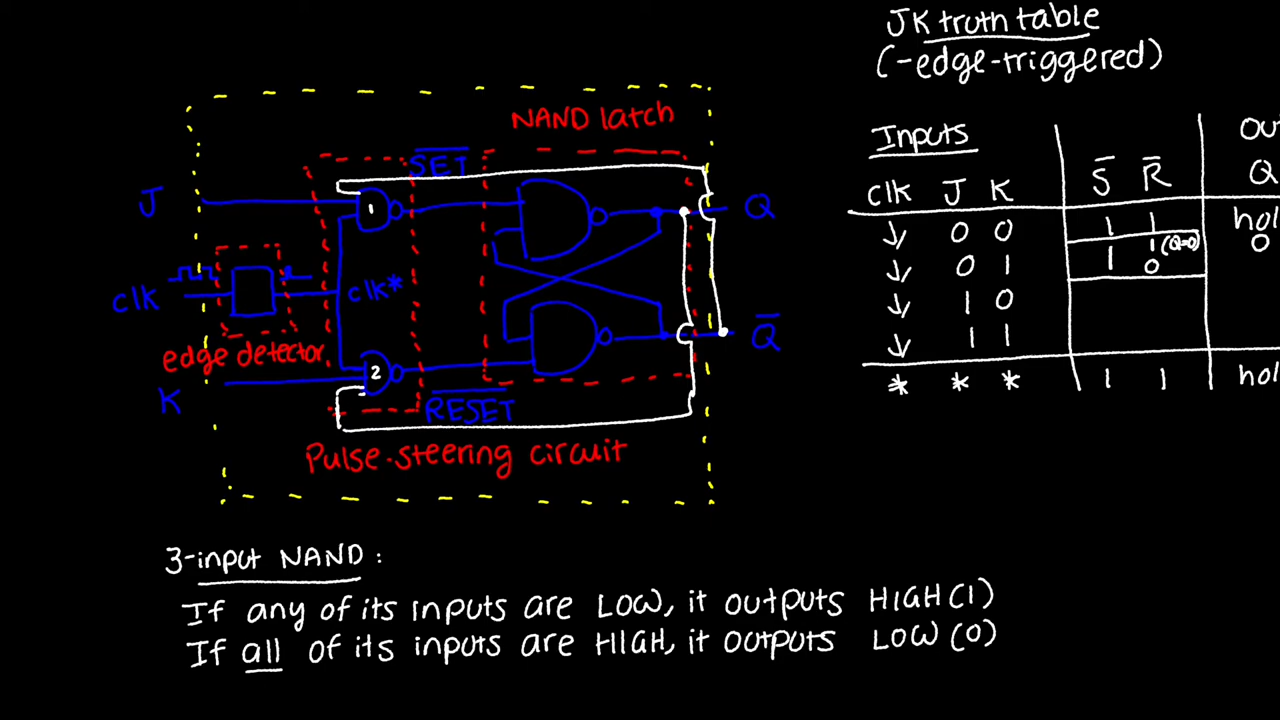 JK truth table
(-edge-triggered)
NAND latch
Inputs
S̅ R̅ Q
clk J K
SET̅
J 1 Q
↓ 0 0 1 1
1 (Q=0) 0
↓ 0 1 1 0
clk clk*
↓ 1 0
Q̅
edge detector
↓ 1 1
K 2
* * * 1 1
RESET̅
Pulse-steering circuit
3-input NAND:
If any of its inputs are LOW, it outputs HIGH (1)
If all of its inputs are HIGH, it outputs LOW (0)